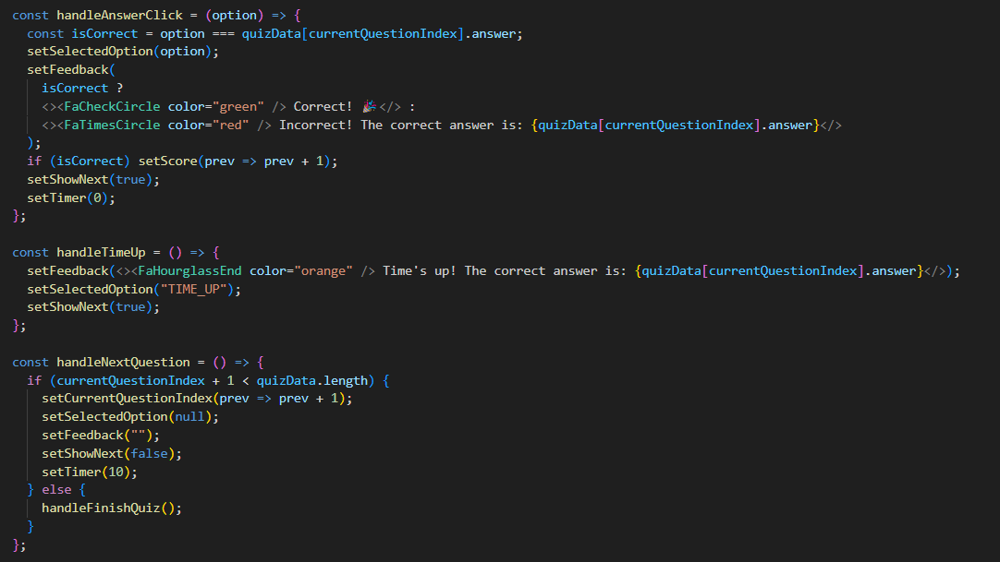 const handleAnswerClick = (option) => {
  const isCorrect = option === quizData[currentQuestionIndex].answer;
  setSelectedOption(option);
  setFeedback(
    isCorrect ?
    <><FaCheckCircle color="green" /> Correct! 🎉</> :
    <><FaTimesCircle color="red" /> Incorrect! The correct answer is: {quizData[currentQuestionIndex].answer}</>
  );
  if (isCorrect) setScore(prev => prev + 1);
  setShowNext(true);
  setTimer(0);
};

const handleTimeUp = () => {
  setFeedback(<><FaHourglassEnd color="orange" /> Time's up! The correct answer is: {quizData[currentQuestionIndex].answer}</>);
  setSelectedOption("TIME_UP");
  setShowNext(true);
};

const handleNextQuestion = () => {
  if (currentQuestionIndex + 1 < quizData.length) {
    setCurrentQuestionIndex(prev => prev + 1);
    setSelectedOption(null);
    setFeedback("");
    setShowNext(false);
    setTimer(10);
  } else {
    handleFinishQuiz();
  }
};